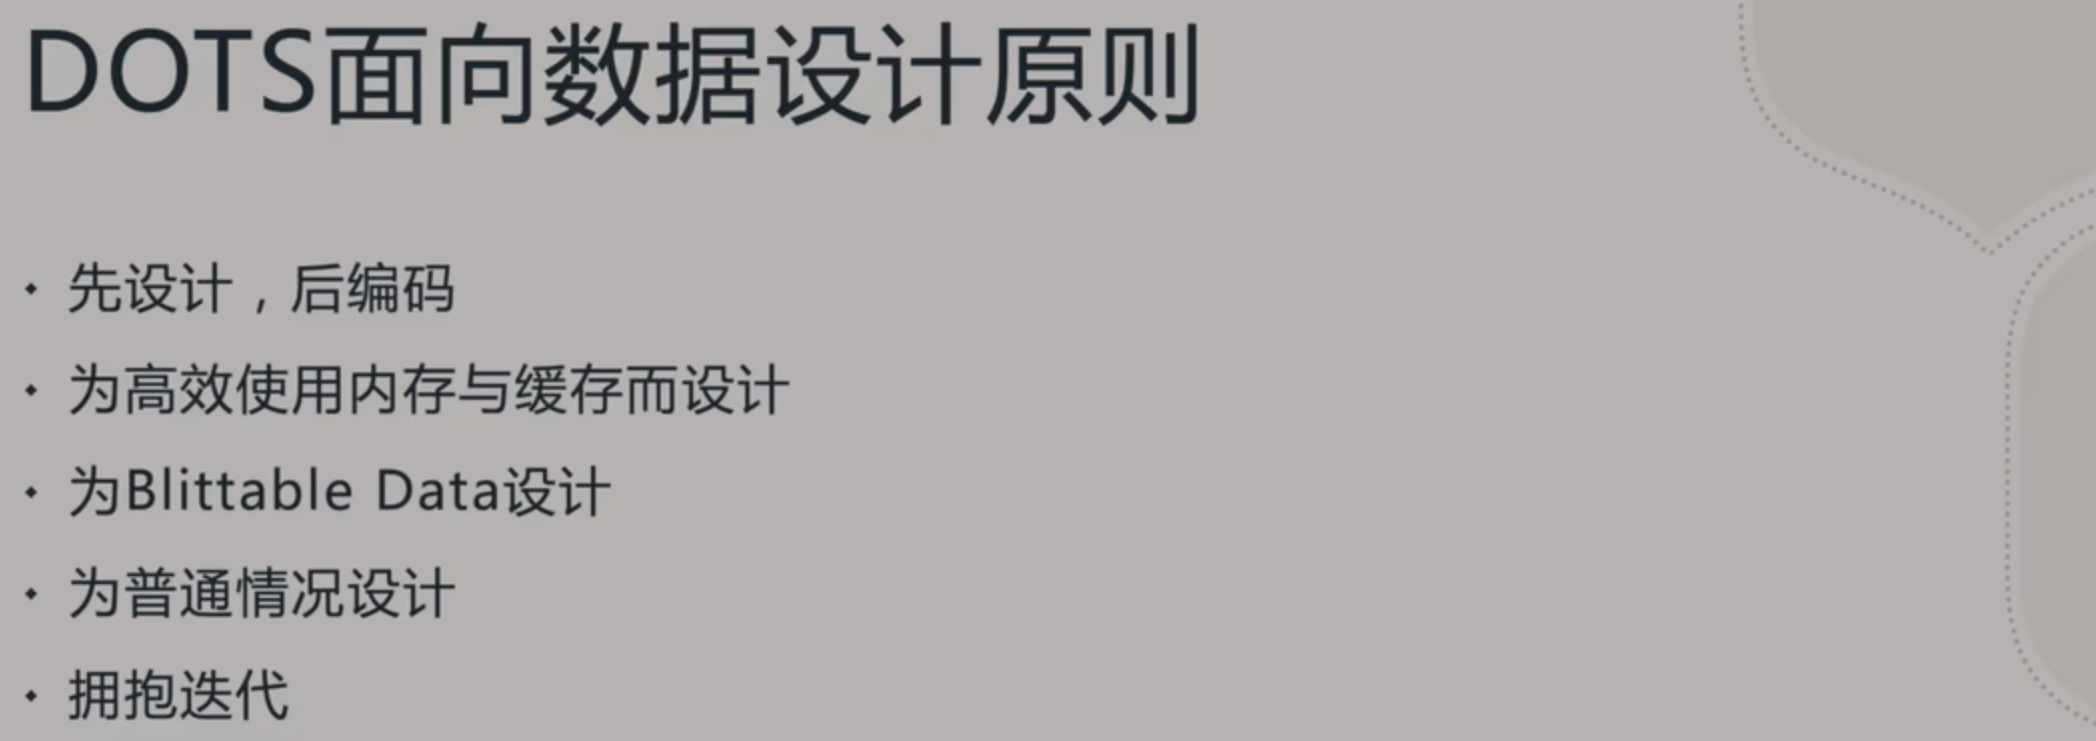 DOTS面向数据设计原则
· 先设计，后编码
· 为高效使用内存与缓存而设计
· 为Blittable Data设计
· 为普通情况设计
· 拥抱迭代